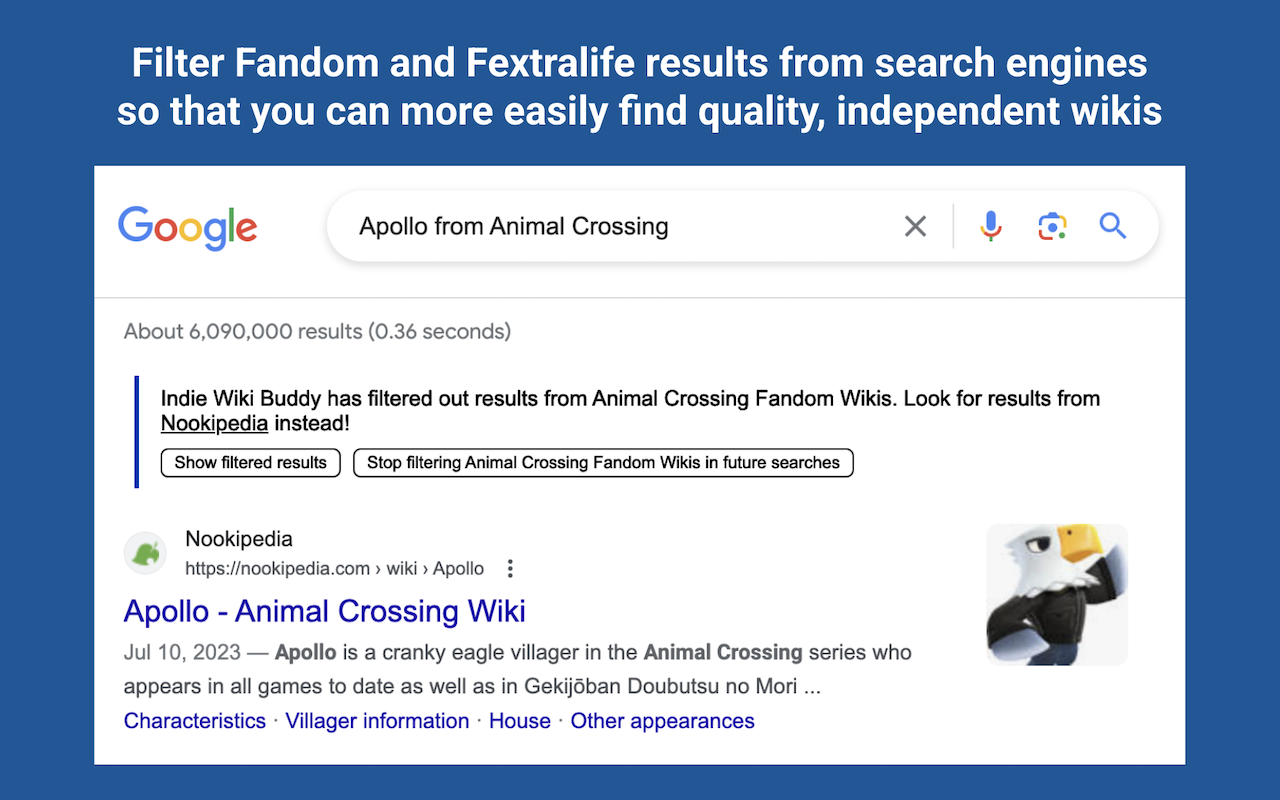 Filter Fandom and Fextralife results from search engines
so that you can more easily find quality, independent wikis
Google
Apollo from Animal Crossing
About 6,090,000 results (0.36 seconds)
Indie Wiki Buddy has filtered out results from Animal Crossing Fandom Wikis. Look for results from
Nookipedia instead!
Show filtered results
Stop filtering Animal Crossing Fandom Wikis in future searches
Nookipedia
https://nookipedia.com › wiki › Apollo
Apollo - Animal Crossing Wiki
Jul 10, 2023 — Apollo is a cranky eagle villager in the Animal Crossing series who
appears in all games to date as well as in Gekijōban Doubutsu no Mori ...
Characteristics · Villager information · House · Other appearances